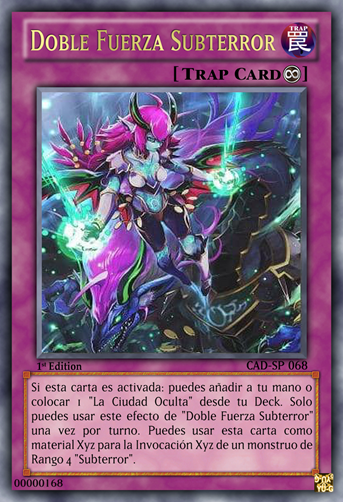 DOBLE FUERZA SUBTERROR
TRAP
罠
[TRAP CARD∞]
1st Edition
CAD-SP 068
Si esta carta es activada: puedes añadir a tu mano o
colocar 1 "La Ciudad Oculta" desde tu Deck. Solo
puedes usar este efecto de "Doble Fuerza Subterror"
una vez por turno. Puedes usar esta carta como
material Xyz para la Invocación Xyz de un monstruo de
Rango 4 "Subterror".
00000168